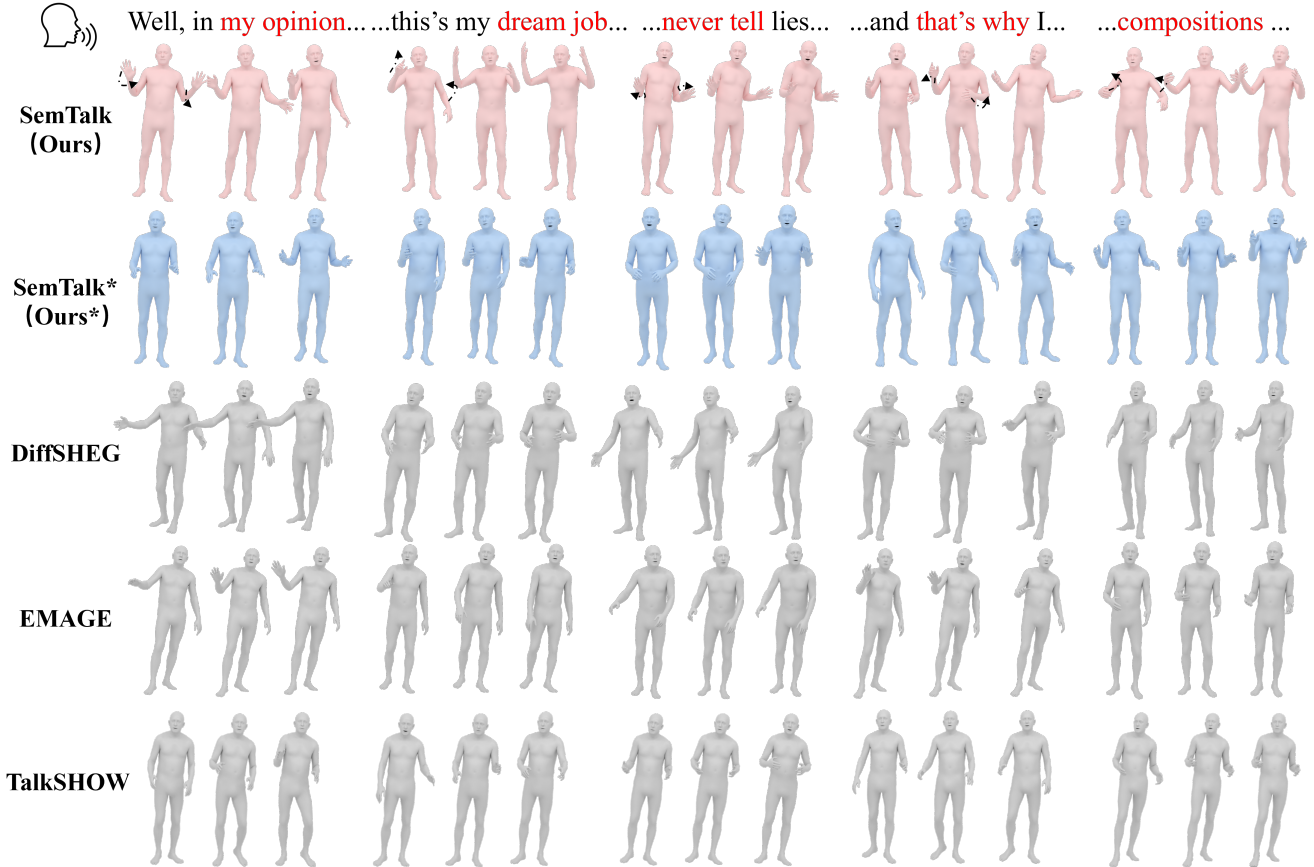 Well, in my opinion... ...this's my dream job... ...never tell lies... ...and that's why I... ...compositions ...
SemTalk
(Ours)
SemTalk*
(Ours*)
DiffSHEG
EMAGE
TalkSHOW